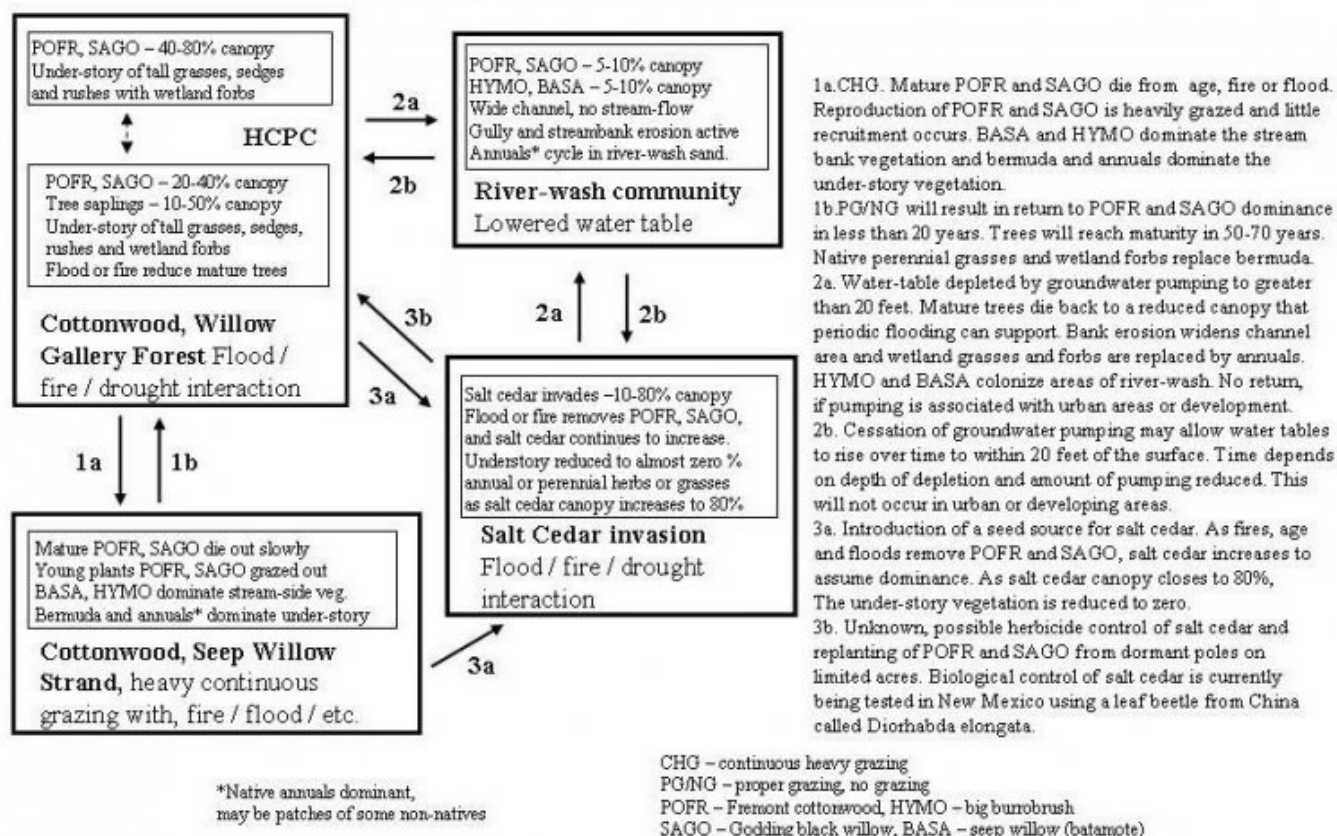 POFR, SAGO – 40-80% canopy
Under-story of tall grasses, sedges
and rushes with wetland forbs
HCPC
POFR, SAGO – 20-40% canopy
Tree saplings – 10-50% canopy
Under-story of tall grasses, sedges,
rushes and wetland forbs
Flood or fire reduce mature trees
Cottonwood, Willow
Gallery Forest Flood /
fire / drought interaction
2a
2b
POFR, SAGO – 5-10% canopy
HYMO, BASA – 5-10% canopy
Wide channel, no stream-flow
Gully and streambank erosion active
Annuals* cycle in river-wash sand.
River-wash community
Lowered water table
3b
3a
2a
2b
1a
1b
Salt cedar invades –10-80% canopy
Flood or fire removes POFR, SAGO,
and salt cedar continues to increase.
Understory reduced to almost zero %
annual or perennial herbs or grasses
as salt cedar canopy increases to 80%
Salt Cedar invasion
Flood / fire / drought
interaction
Mature POFR, SAGO die out slowly
Young plants POFR, SAGO grazed out
BASA, HYMO dominate stream-side veg.
Bermuda and annuals* dominate under-story
Cottonwood, Seep Willow
Strand, heavy continuous
grazing with, fire / flood / etc.
3a
1a.CHG. Mature POFR and SAGO die from age, fire or flood.
Reproduction of POFR and SAGO is heavily grazed and little
recruitment occurs. BASA and HYMO dominate the stream
bank vegetation and bermuda and annuals dominate the
under-story vegetation.
1b.PG/NG will result in return to POFR and SAGO dominance
in less than 20 years. Trees will reach maturity in 50-70 years.
Native perennial grasses and wetland forbs replace bermuda.
2a. Water-table depleted by groundwater pumping to greater
than 20 feet. Mature trees die back to a reduced canopy that
periodic flooding can support. Bank erosion widens channel
area and wetland grasses and forbs are replaced by annuals.
HYMO and BASA colonize areas of river-wash. No return,
if pumping is associated with urban areas or development.
2b. Cessation of groundwater pumping may allow water tables
to rise over time to within 20 feet of the surface. Time depends
on depth of depletion and amount of pumping reduced. This
will not occur in urban or developing areas.
3a. Introduction of a seed source for salt cedar. As fires, age
and floods remove POFR and SAGO, salt cedar increases to
assume dominance. As salt cedar canopy closes to 80%,
The under-story vegetation is reduced to zero.
3b. Unknown, possible herbicide control of salt cedar and
replanting of POFR and SAGO from dormant poles on
limited acres. Biological control of salt cedar is currently
being tested in New Mexico using a leaf beetle from China
called Diorhabda elongata.
*Native annuals dominant,
may be patches of some non-natives
CHG – continuous heavy grazing
PG/NG – proper grazing, no grazing
POFR – Fremont cottonwood, HYMO – big burrobrush
SAGO – Godding black willow, BASA – seep willow (batamote)